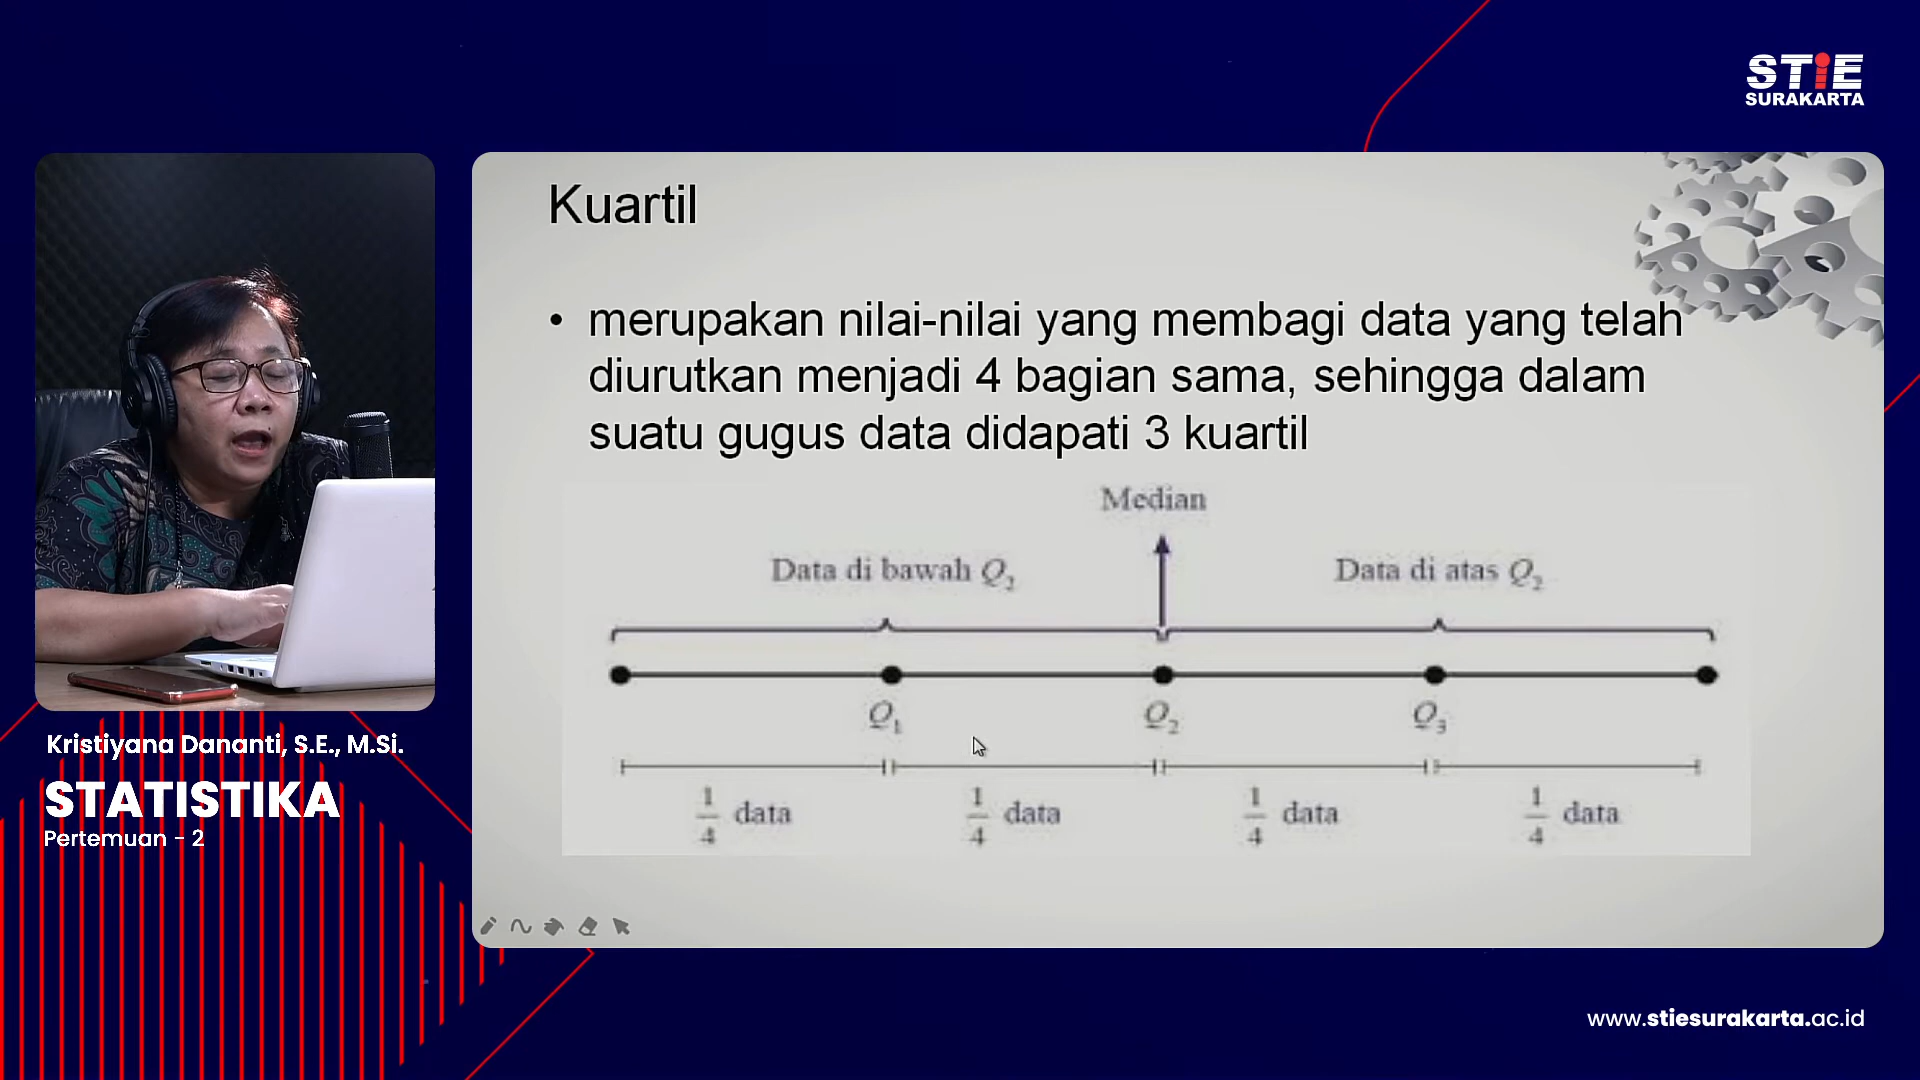 STiE
SURAKARTA
Kuartil
• merupakan nilai-nilai yang membagi data yang telah
diurutkan menjadi 4 bagian sama, sehingga dalam
suatu gugus data didapati 3 kuartil
Median
Data di bawah Q₂
Data di atas Q₂
Q₁ Q₂ Q₃
1/4 data 1/4 data 1/4 data 1/4 data
Kristiyana Dananti, S.E., M.Si.
STATISTIKA
Pertemuan - 2
www.stiesurakarta.ac.id